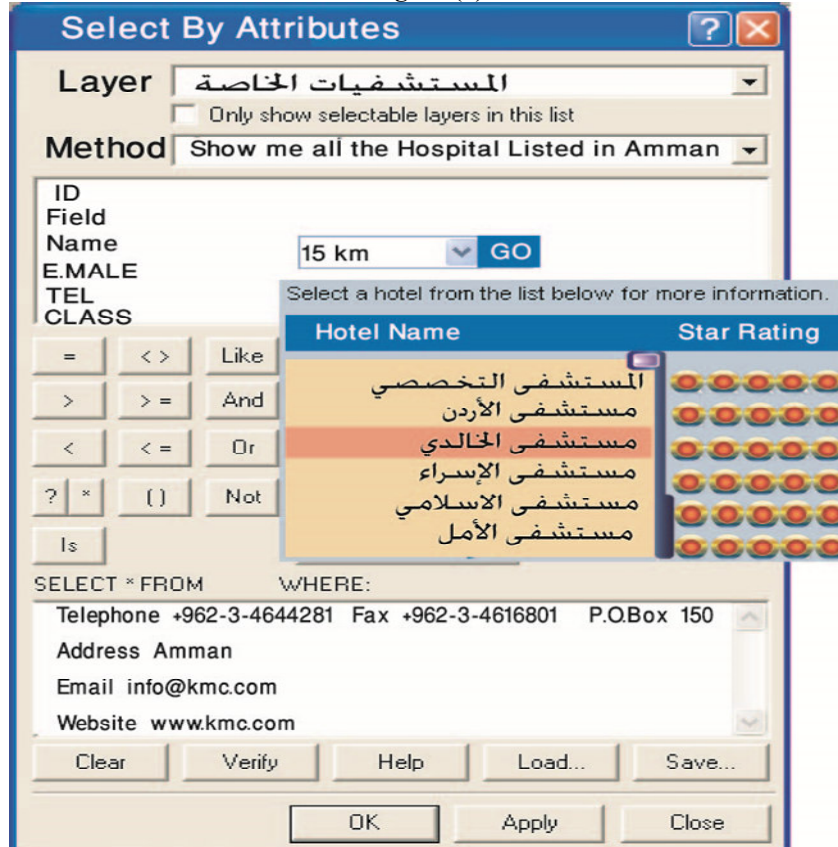 Select By Attributes ? X
Layer المستشفيات الخاصة
Only show selectable layers in this list
Method Show me all the Hospital Listed in Amman
ID
Field
Name
15 km GO
E.MALE
TEL
CLASS
Select a hotel from the list below for more information.
Hotel Name Star Rating
المستشفى التخصصي
مستشفى الأردن
مستشفى الخالدي
مستشفى الإسراء
مستشفى الاسلامي
مستشفى الأمل
= < > Like
> > = And
< < = Or
? * ( ) Not
Is
SELECT * FROM WHERE:
Telephone +962-3-4644281 Fax +962-3-4616801 P.O.Box 150
Address Amman
Email info@kmc.com
Website www.kmc.com
Clear Verify Help Load... Save...
OK Apply Close